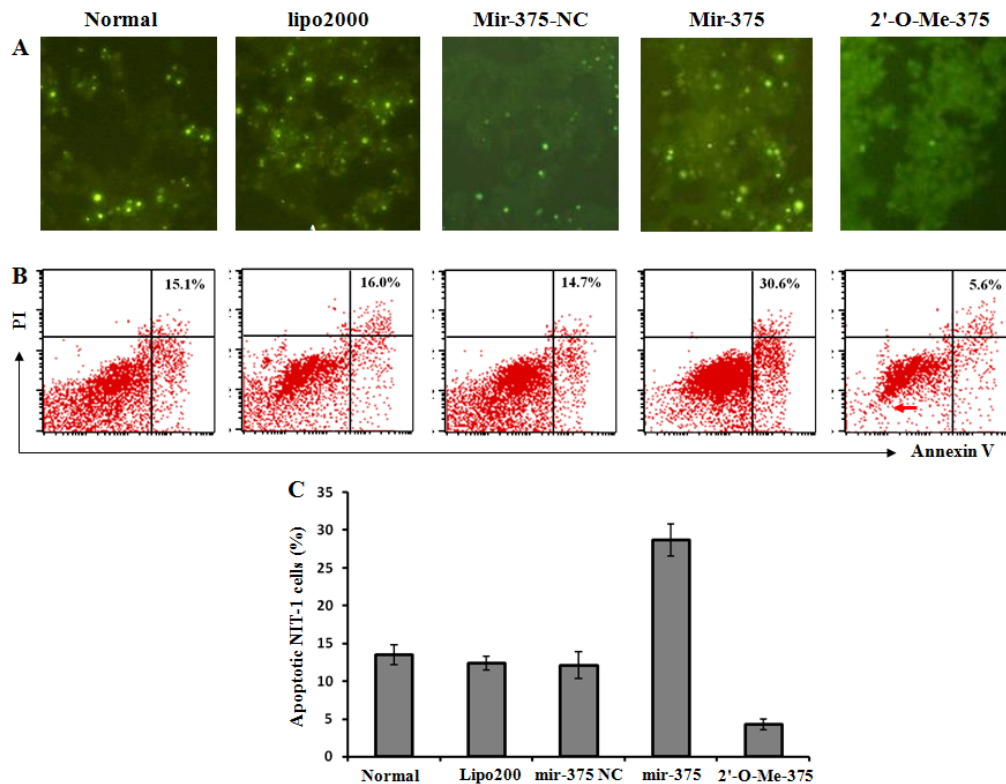 Normal lipo2000 Mir-375-NC Mir-375 2'-O-Me-375
A
B
15.1% 16.0% 14.7% 30.6% 5.6%
PI
Annexin V
C
Apoptotic NIT-1 cells (%)
35
30
25
20
15
10
5
0
Normal Lipo200 mir-375 NC mir-375 2'-O-Me-375